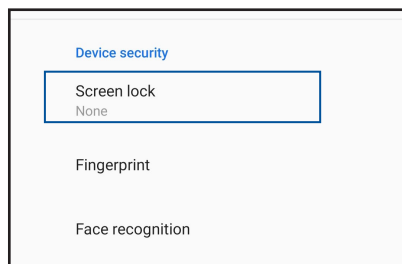 Device security
Screen lock
None
Fingerprint
Face recognition